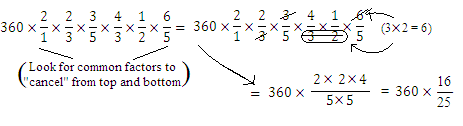 360 × 2/1 × 2/3 × 3/5 × 4/3 × 1/2 × 6/5 = 360 × 2/1 × 2/3 × 3/5 × 4/3 × 1/2 × 6/5 (3×2 = 6)
(Look for common factors to
"cancel" from top and bottom)
= 360 × 2 × 2 × 4/5×5 = 360 × 16/25